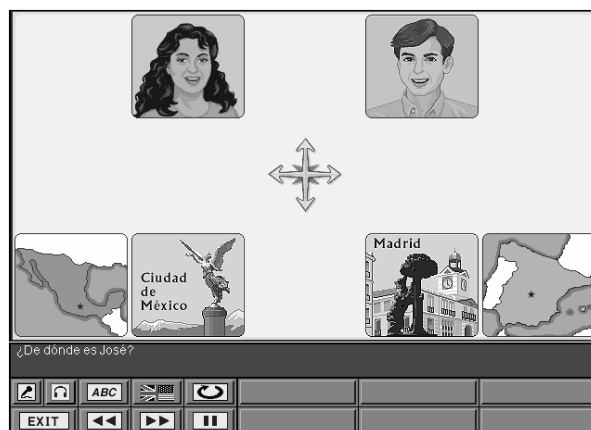 Ciudad
de
México
Madrid
¿De dónde es José?
ABC
EXIT